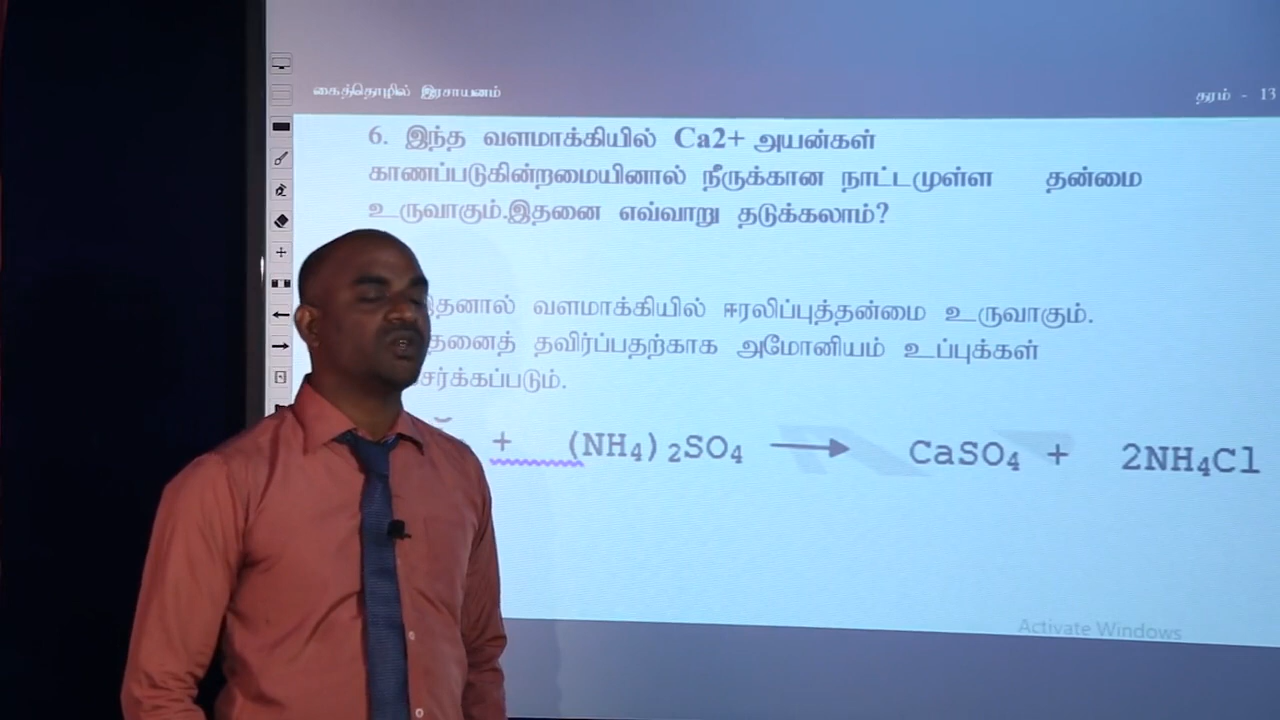 கைத்தொழில் இரசாயனம்
தரம் - 13
6. இந்த வளமாக்கியில் Ca2+ அயன்கள்
காணப்படுகின்றமையினால் நீருக்கான நாட்டமுள்ள தன்மை
உருவாகும்.இதனை எவ்வாறு தடுக்கலாம்?
வளமாக்கியில் ஈரலிப்புத்தன்மை உருவாகும்.
தவிர்ப்பதற்காக அமோனியம் உப்புக்கள்
+ (NH₄)₂SO₄ ⟶ CaSO₄ + 2NH₄Cl
Activate Windows